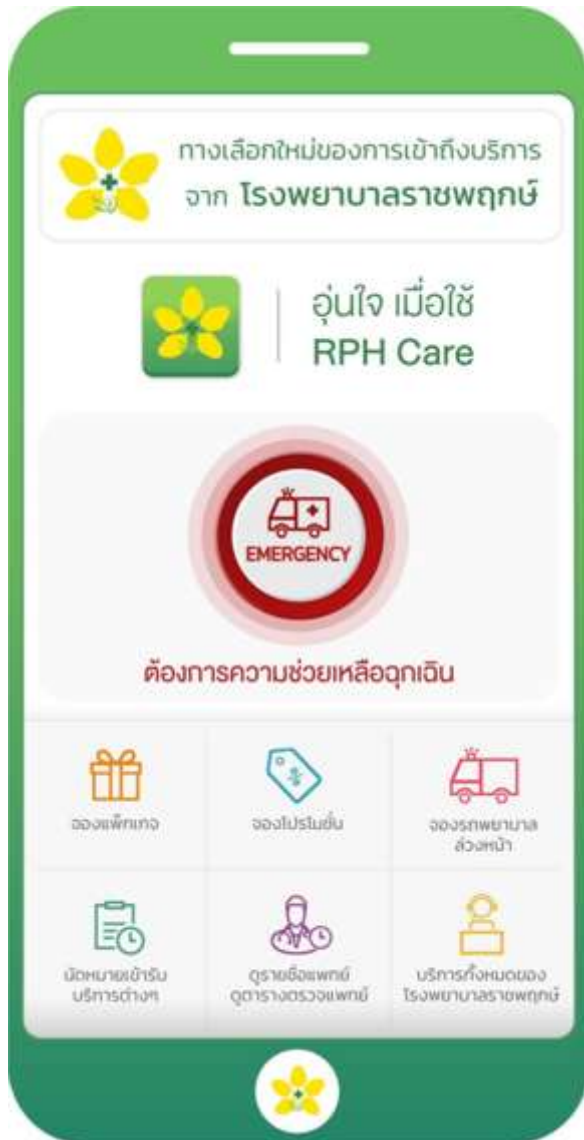 ทางเลือกใหม่ของการเข้าถึงบริการ
จาก โรงพยาบาลราชพฤกษ์
อุ่นใจ เมื่อใช้
RPH Care
EMERGENCY
ต้องการความช่วยเหลือฉุกเฉิน
จองแพ็กเกจ
จองโปรโมชั่น
จองรถพยาบาล
ล่วงหน้า
นัดหมายเข้ารับ
บริการต่างๆ
ดูรายชื่อแพทย์
ดูตารางตรวจแพทย์
บริการทั้งหมดของ
โรงพยาบาลราชพฤกษ์